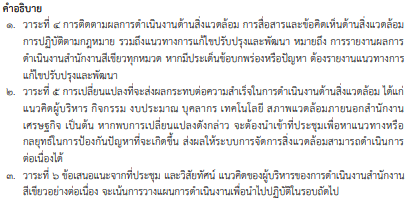 คำอธิบาย
๑. วาระที่ ๔ การติดตามผลการดำเนินงานด้านสิ่งแวดล้อม การสื่อสารและข้อคิดเห็นด้านสิ่งแวดล้อม
การปฏิบัติตามกฎหมาย รวมถึงแนวทางการแก้ไขปรับปรุงและพัฒนา หมายถึง การรายงานผลการ
ดำเนินงานสำนักงานสีเขียวทุกหมวด หากมีประเด็นข้อบกพร่องหรือปัญหา ต้องรายงานแนวทางการ
แก้ไขปรับปรุงและพัฒนา
๒. วาระที่ ๕ การเปลี่ยนแปลงที่จะส่งผลกระทบต่อความสำเร็จในการดำเนินงานด้านสิ่งแวดล้อม ได้แก่
แนวคิดผู้บริหาร กิจกรรม งบประมาณ บุคลากร เทคโนโลยี สภาพแวดล้อมภายนอกสำนักงาน
เศรษฐกิจ เป็นต้น หากพบการเปลี่ยนแปลงดังกล่าว จะต้องนำเข้าที่ประชุมเพื่อหาแนวทางหรือ
กลยุทธ์ในการป้องกันปัญหาที่จะเกิดขึ้น ส่งผลให้ระบบการจัดการสิ่งแวดล้อมสามารถดำเนินการ
ต่อเนื่องได้
๓. วาระที่ ๖ ข้อเสนอแนะจากที่ประชุม และวิสัยทัศน์ แนวคิดของผู้บริหารของการดำเนินงานสำนักงาน
สีเขียวอย่างต่อเนื่อง จะเน้นการวางแผนการดำเนินงานเพื่อนำไปปฏิบัติในรอบถัดไป